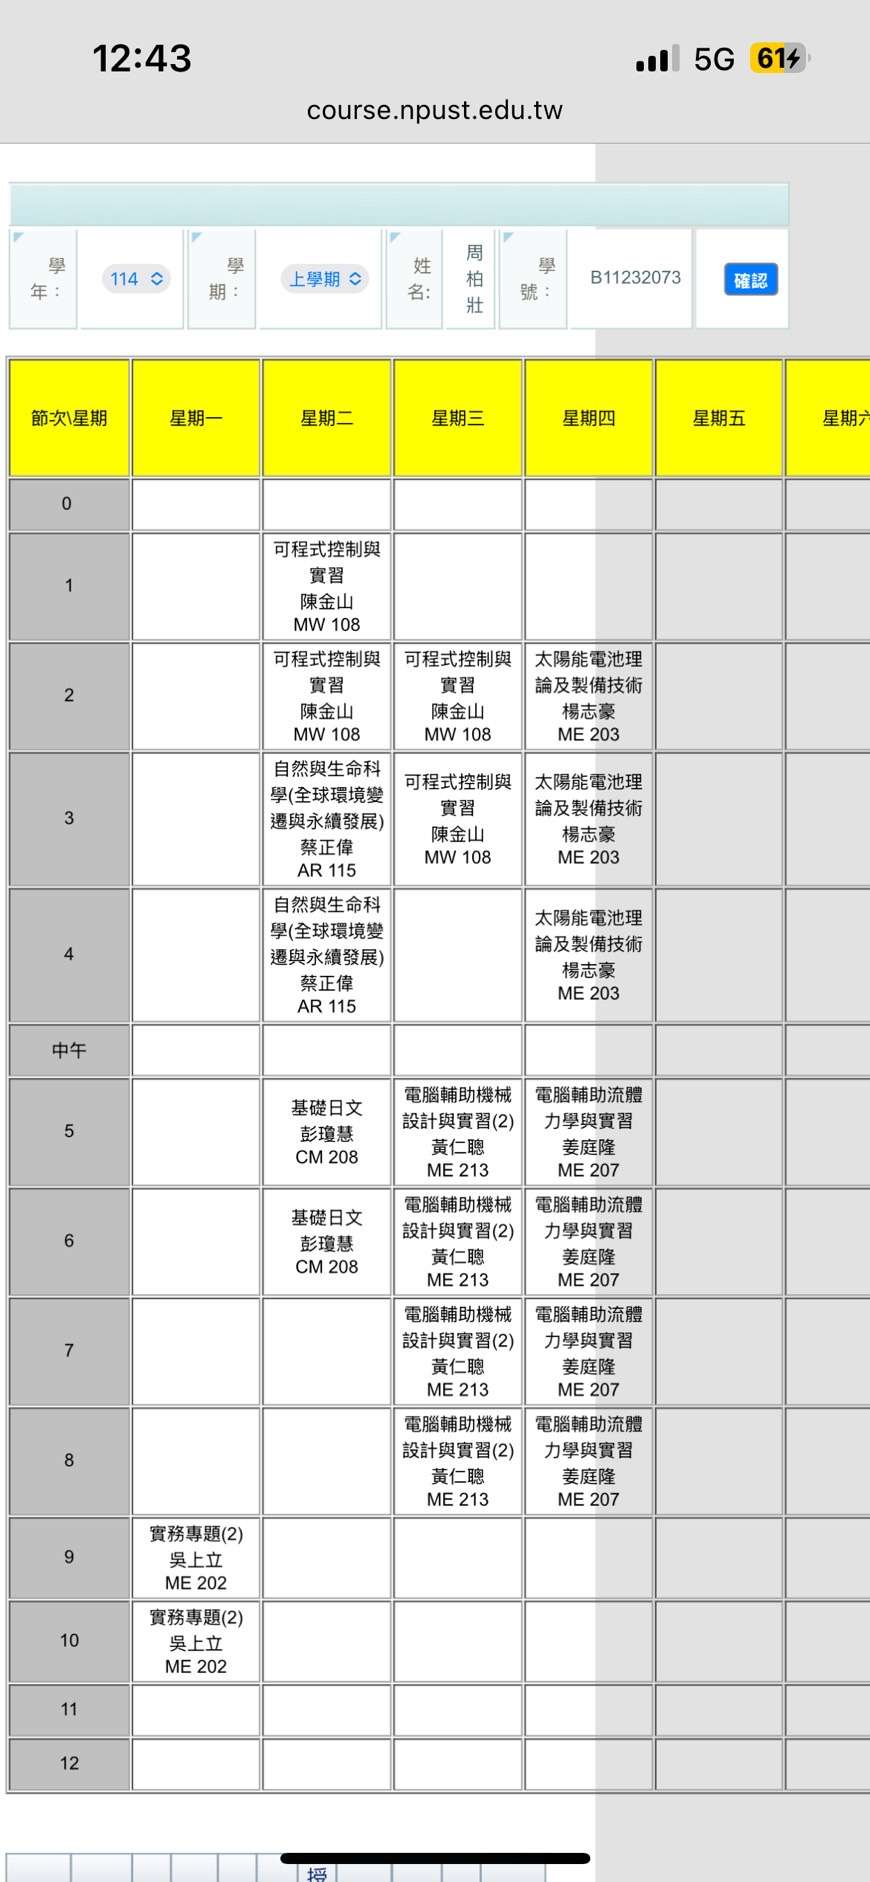 12:43
5G
61
course.npust.edu.tw
學年：
114
學期：
上學期
姓名:
周柏壯
學號：
B11232073
確認
節次\星期 星期一 星期二 星期三 星期四 星期五 星期六
0
1
可程式控制與
實習
陳金山
MW 108
2
可程式控制與
實習
陳金山
MW 108
可程式控制與
實習
陳金山
MW 108
太陽能電池理
論及製備技術
楊志豪
ME 203
3
自然與生命科
學(全球環境變
遷與永續發展)
蔡正偉
AR 115
可程式控制與
實習
陳金山
MW 108
太陽能電池理
論及製備技術
楊志豪
ME 203
4
自然與生命科
學(全球環境變
遷與永續發展)
蔡正偉
AR 115
太陽能電池理
論及製備技術
楊志豪
ME 203
中午
5
基礎日文
彭瓊慧
CM 208
電腦輔助機械
設計與實習(2)
黃仁聰
ME 213
電腦輔助流體
力學與實習
姜庭隆
ME 207
6
基礎日文
彭瓊慧
CM 208
電腦輔助機械
設計與實習(2)
黃仁聰
ME 213
電腦輔助流體
力學與實習
姜庭隆
ME 207
7
電腦輔助機械
設計與實習(2)
黃仁聰
ME 213
電腦輔助流體
力學與實習
姜庭隆
ME 207
8
電腦輔助機械
設計與實習(2)
黃仁聰
ME 213
電腦輔助流體
力學與實習
姜庭隆
ME 207
9
實務專題(2)
吳上立
ME 202
10
實務專題(2)
吳上立
ME 202
11
12
授